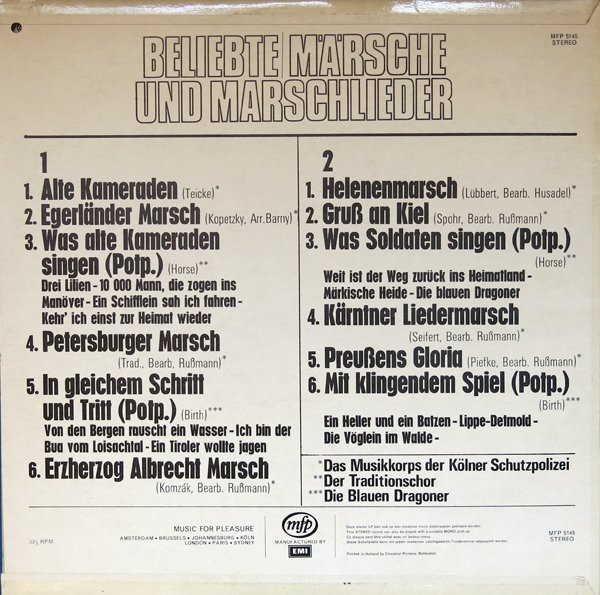 BELIEBTE MÄRSCHE
UND MARSCHLIEDER
MFP 5145
STEREO
1
1. Alte Kameraden (Teicke)*
2. Egerländer Marsch (Kopetzky, Arr.Barny)*
3. Was alte Kameraden
singen (Potp.) (Horse)**
Drei Lilien - 10 000 Mann, die zogen ins
Manöver - Ein Schifflein sah ich fahren -
Kehr' ich einst zur Heimat wieder
4. Petersburger Marsch
(Trad., Bearb. Rußmann)*
5. In gleichem Schritt
und Tritt (Potp.) (Birth)***
Von den Bergen rauscht ein Wasser - Ich bin der
Bua vom Loisachtal - Ein Tiroler wollte jagen
6. Erzherzog Albrecht Marsch
(Komzák, Bearb. Rußmann)*
2
1. Helenenmarsch (Lübbert, Bearb. Husadel)*
2. Gruß an Kiel (Spohr, Bearb. Rußmann)*
3. Was Soldaten singen (Potp.)
(Horse)**
Weit ist der Weg zurück ins Heimatland -
Märkische Heide - Die blauen Dragoner
4. Kärntner Liedermarsch
(Seifert, Bearb. Rußmann)*
5. Preußens Gloria (Piefke, Bearb. Rußmann)*
6. Mit klingendem Spiel (Potp.)
(Birth)***
Ein Heller und ein Batzen - Lippe-Detmold -
Die Vöglein im Walde -
*Das Musikkorps der Kölner Schutzpolizei
**Der Traditionschor
***Die Blauen Dragoner
33⅓ RPM
MUSIC FOR PLEASURE
AMSTERDAM • BRUSSELS • JOHANNESBURG • KÖLN
LONDON • PARIS • SYDNEY
mfp
MANUFACTURED BY
EMI
Printed in Holland by
MFP 5145
STEREO